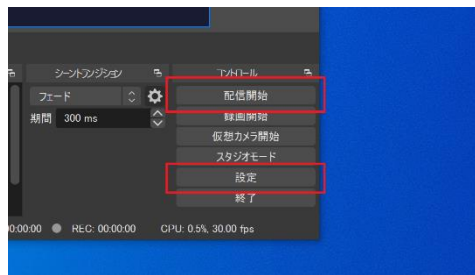 シーントランジション
コントロール
フェード
配信開始
期間 300 ms
録画開始
仮想カメラ開始
スタジオモード
設定
終了
0:00:00
REC: 00:00:00
CPU: 0.5%, 30.00 fps